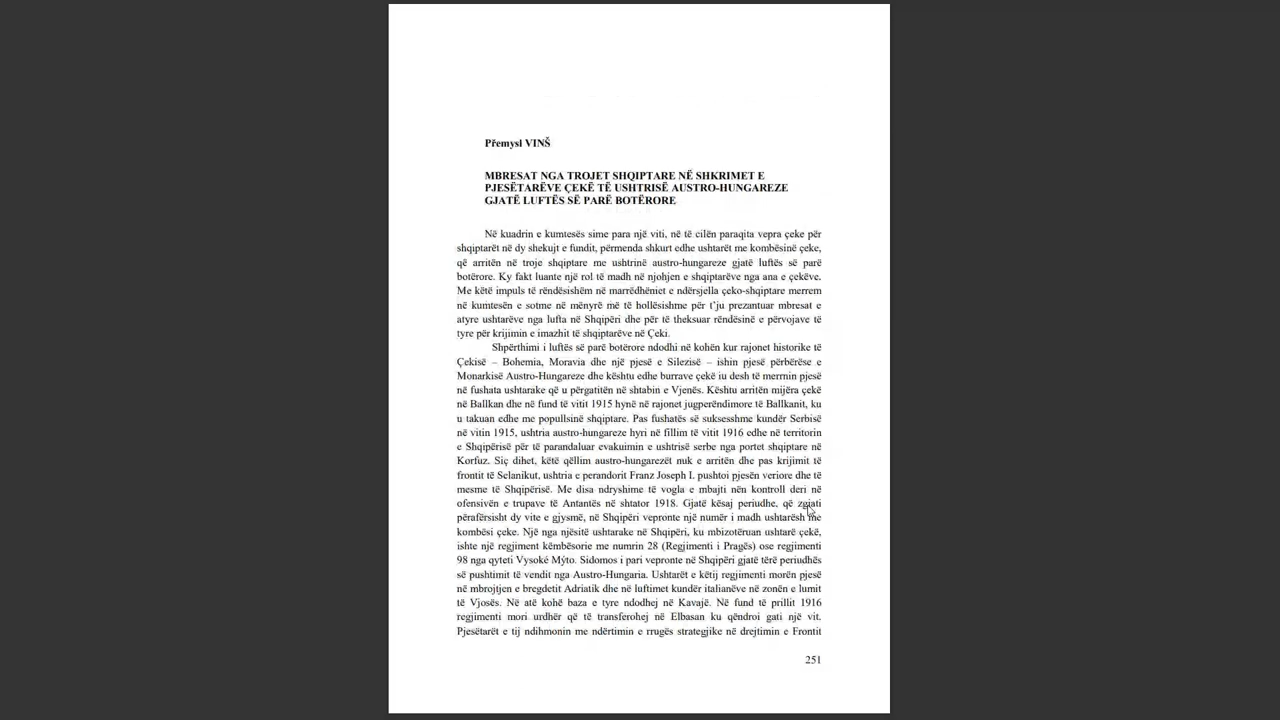 Přemysl VINŠ
MBRESAT NGA TROJET SHQIPTARE NË SHKRIMET E
PJESËTARËVE ÇEKË TË USHTRISË AUSTRO-HUNGAREZE
GJATË LUFTËS SË PARË BOTËRORE
Në kuadrin e kumtesës sime para një viti, në të cilën paraqita vepra çeke për
shqiptarët në dy shekujt e fundit, përmenda shkurt edhe ushtarët me kombësinë çeke,
që arritën në troje shqiptare me ushtrinë austro-hungareze gjatë luftës së parë
botërore. Ky fakt luante një rol të madh në njohjen e shqiptarëve nga ana e çekëve.
Me këtë impuls të rëndësishëm në marrëdhëniet e ndërsjella çeko-shqiptare merrem
në kumtesën e sotme në mënyrë më të hollësishme për t’ju prezantuar mbresat e
atyre ushtarëve nga lufta në Shqipëri dhe për të theksuar rëndësinë e përvojave të
tyre për krijimin e imazhit të shqiptarëve në Çeki.
Shpërthimi i luftës së parë botërore ndodhi në kohën kur rajonet historike të
Çekisë – Bohemia, Moravia dhe një pjesë e Silezisë – ishin pjesë përbërëse e
Monarkisë Austro-Hungareze dhe kështu edhe burrave çekë iu desh të merrnin pjesë
në fushata ushtarake që u përgatitën në shtabin e Vjenës. Kështu arritën mijëra çekë
në Ballkan dhe në fund të vitit 1915 hynë në rajonet jugperëndimore të Ballkanit, ku
u takuan edhe me popullsinë shqiptare. Pas fushatës së suksesshme kundër Serbisë
në vitin 1915, ushtria austro-hungareze hyri në fillim të vitit 1916 edhe në territorin
e Shqipërisë për të parandaluar evakuimin e ushtrisë serbe nga portet shqiptare në
Korfuz. Siç dihet, këtë qëllim austro-hungarezët nuk e arritën dhe pas krijimit të
frontit të Selanikut, ushtria e perandorit Franz Joseph I. pushtoi pjesën veriore dhe të
mesme të Shqipërisë. Me disa ndryshime të vogla e mbajti nën kontroll deri në
ofensivën e trupave të Antantës në shtator 1918. Gjatë kësaj periudhe, që zgjati
përafërsisht dy vite e gjysmë, në Shqipëri vepronte një numër i madh ushtarësh me
kombësi çeke. Një nga njësitë ushtarake në Shqipëri, ku mbizotëruan ushtarë çekë,
ishte një regjiment këmbësorie me numrin 28 (Regjimenti i Pragës) ose regjimenti
98 nga qyteti Vysoké Mýto. Sidomos i pari vepronte në Shqipëri gjatë tërë periudhës
së pushtimit të vendit nga Austro-Hungaria. Ushtarët e këtij regjimenti morën pjesë
në mbrojtjen e bregdetit Adriatik dhe në luftimet kundër italianëve në zonën e lumit
të Vjosës. Në atë kohë baza e tyre ndodhej në Kavajë. Në fund të prillit 1916
regjimenti mori urdhër që të transferohej në Elbasan ku qëndroi gati një vit.
Pjesëtarët e tij ndihmonin me ndërtimin e rrugës strategjike në drejtimin e Frontit
251